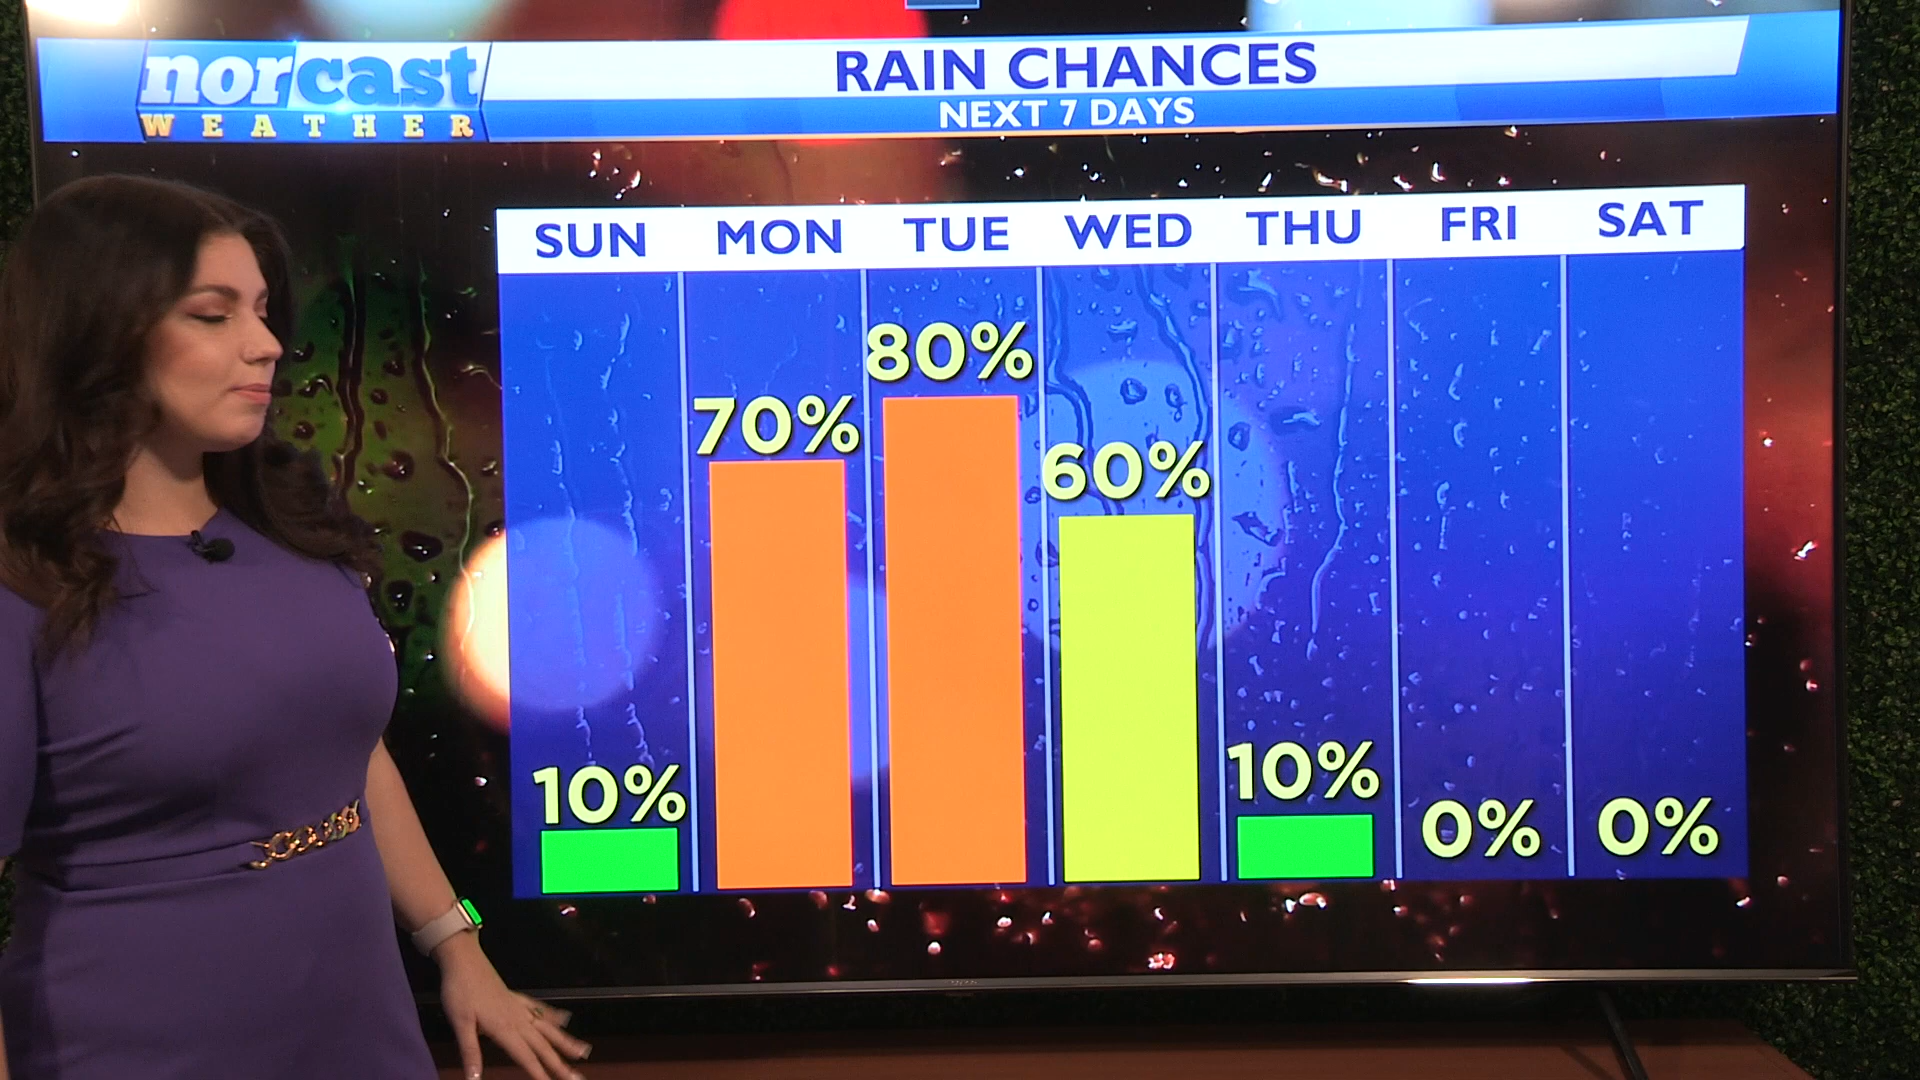 norcast
WEATHER
RAIN CHANCES
NEXT 7 DAYS
SUN MON TUE WED THU FRI SAT
10% 70% 80% 60% 10% 0% 0%